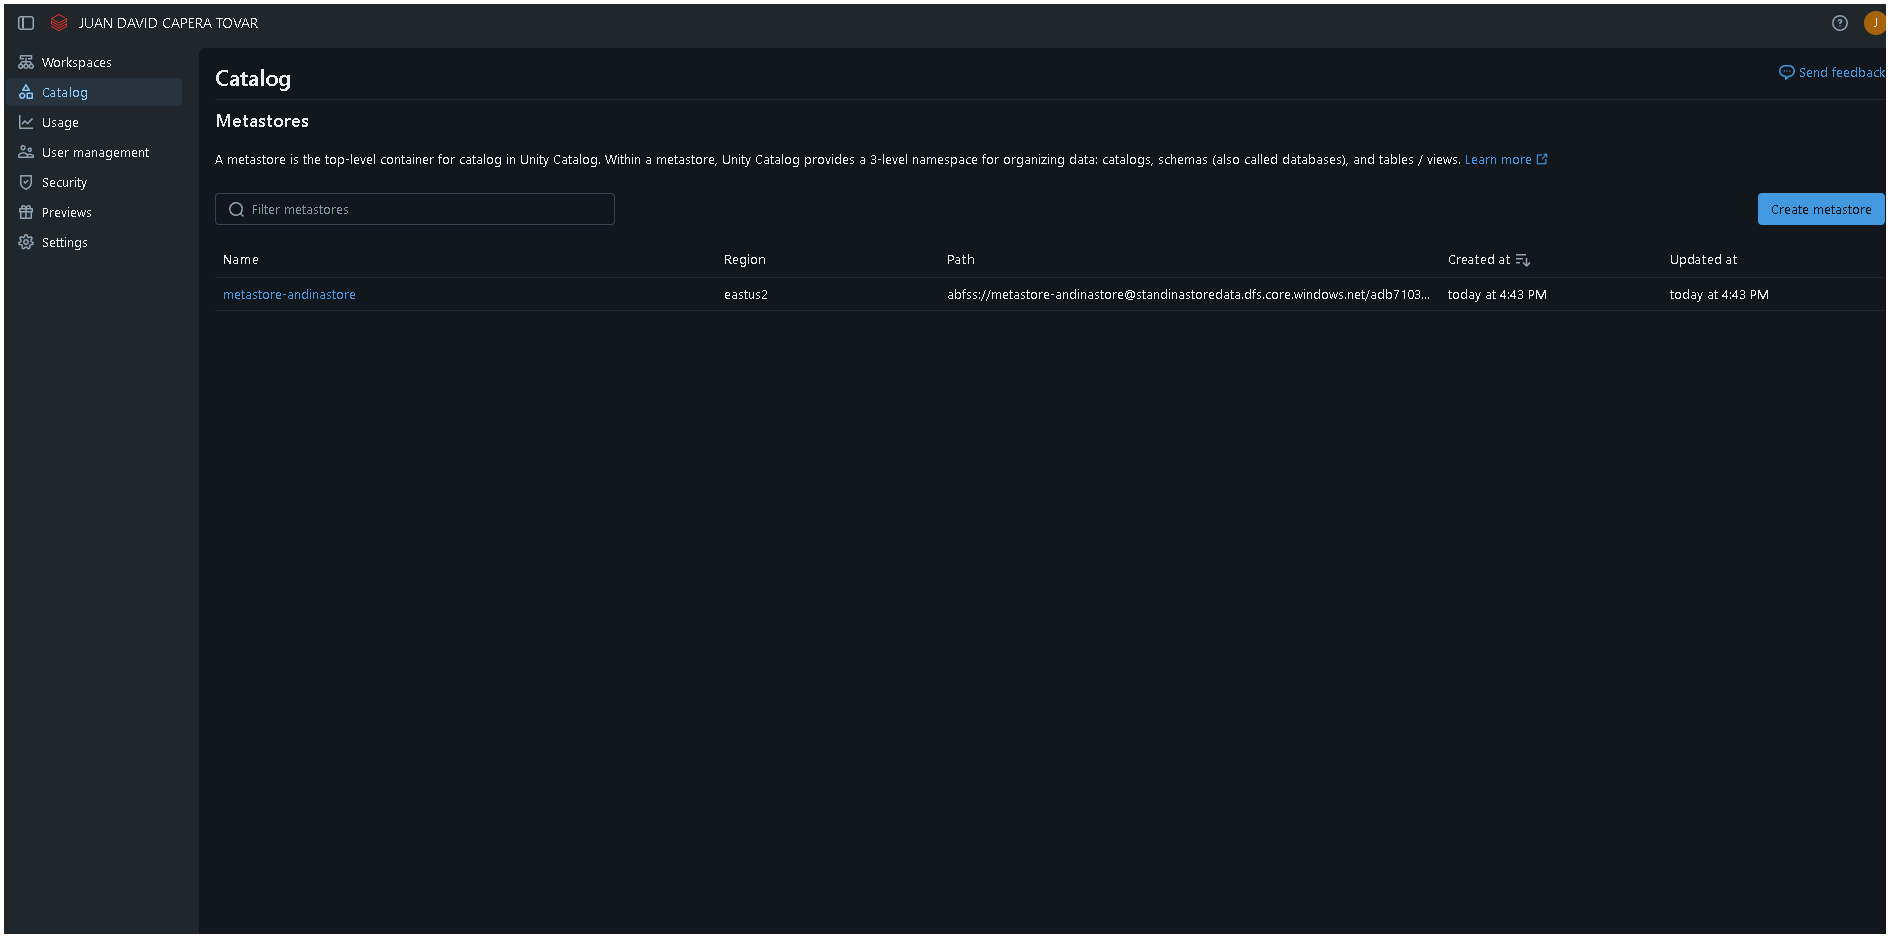 JUAN DAVID CAPERA TOVAR
J
Workspaces
Catalog
Usage
User management
Security
Previews
Settings
Catalog
Send feedback
Metastores
A metastore is the top-level container for catalog in Unity Catalog. Within a metastore, Unity Catalog provides a 3-level namespace for organizing data: catalogs, schemas (also called databases), and tables / views. Learn more
Filter metastores
Create metastore
Name Region Path Created at Updated at
metastore-andinastore eastus2 abfss://metastore-andinastore@standinastoredata.dfs.core.windows.net/adb7103... today at 4:43 PM today at 4:43 PM